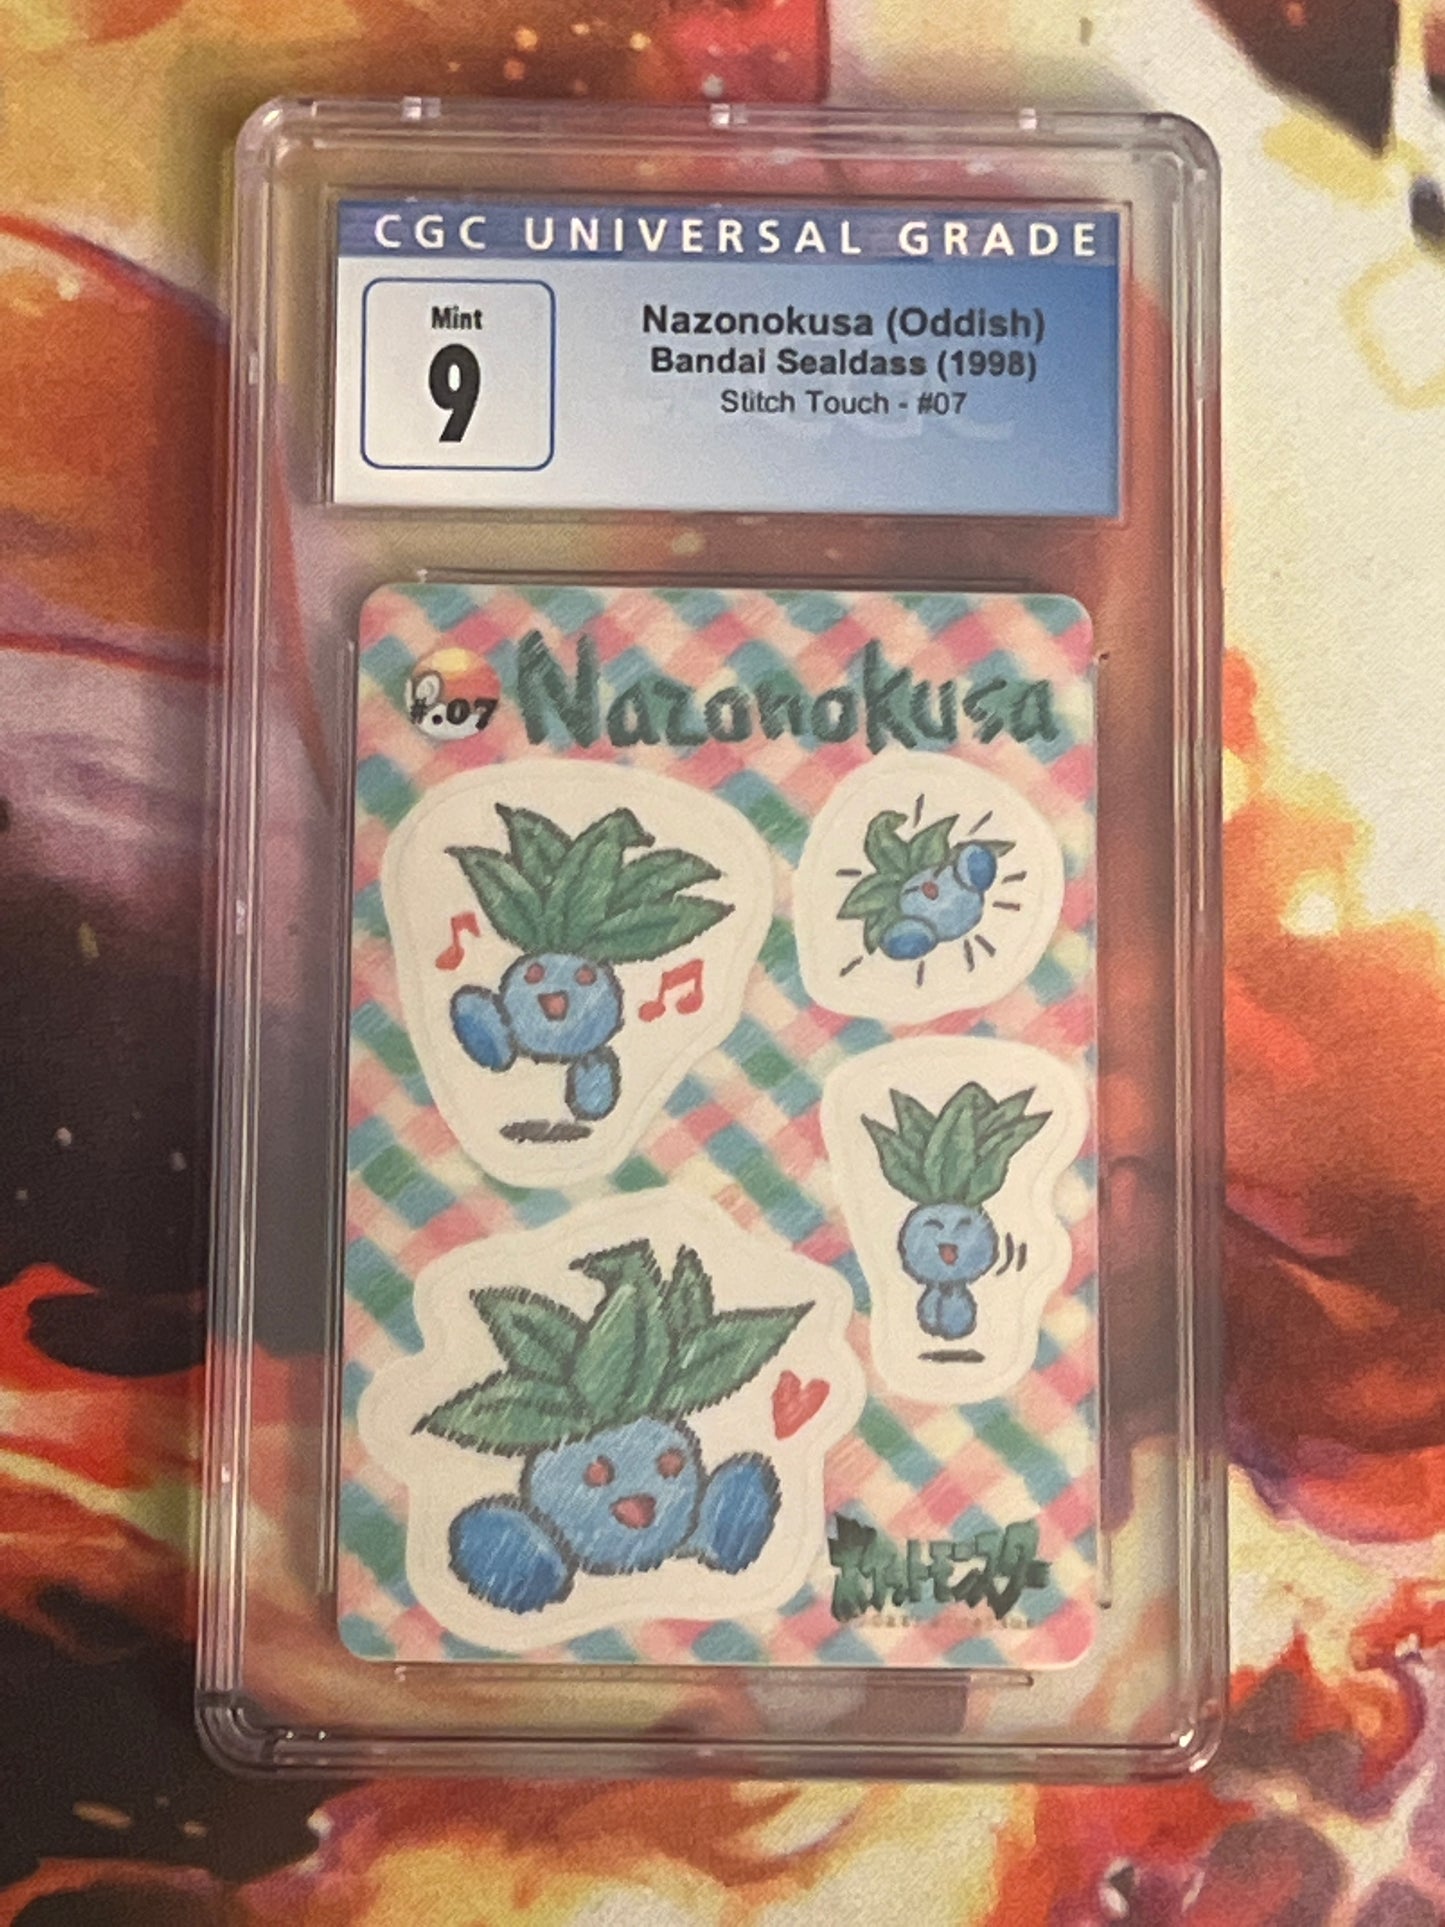 CGC UNIVERSAL GRADE
Mint
9
Nazonokusa (Oddish)
Bandai Sealdass (1998)
Stitch Touch - #07
#.07 Nazonokusa
ポケットモンスター